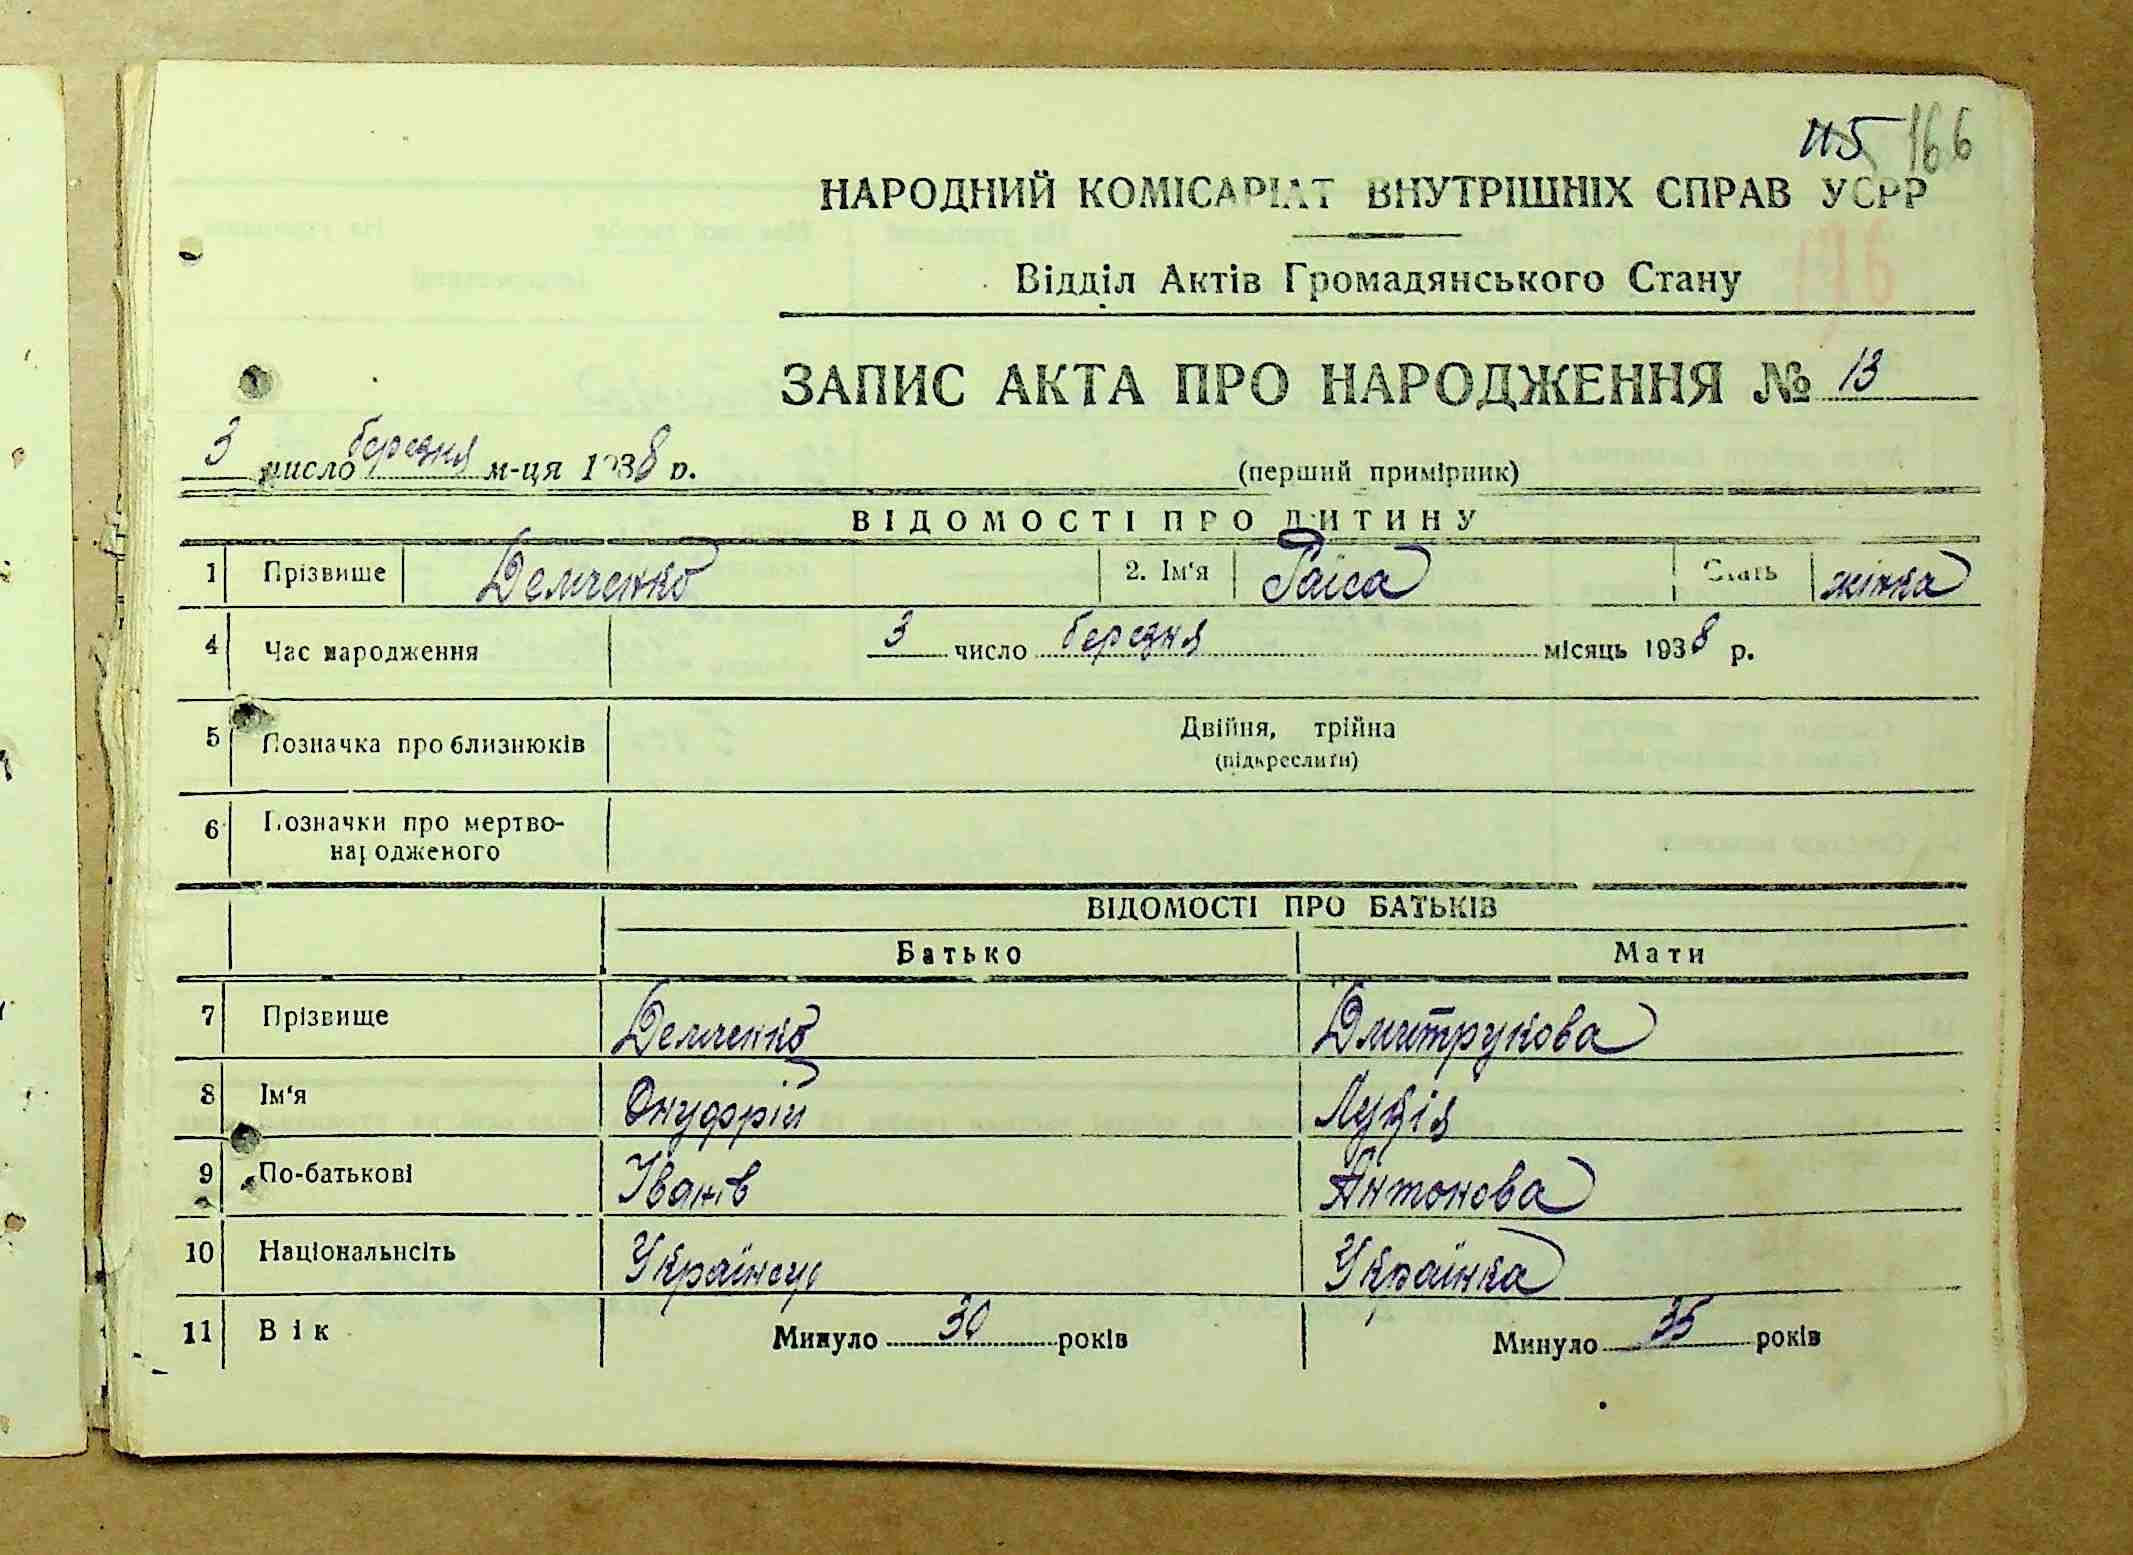 115 166
НАРОДНИЙ КОМІСАРІАТ ВНУТРІШНІХ СПРАВ УСРР
Відділ Актів Громадянського Стану
ЗАПИС АКТА ПРО НАРОДЖЕННЯ № 13
3 число березня м-ця 1938 р. (перший примірник)
ВІДОМОСТІ ПРО ДИТИНУ
1 Прізвище Демченко 2. Ім'я Раіса Стать жінка
4 Час народження 3 число березня місяць 1938 р.
5 Позначка про близнюків Двійня, трійна
(підкреслити)
6 Позначки про мертво-
народженого
ВІДОМОСТІ ПРО БАТЬКІВ
Батько Мати
7 Прізвище Демченко Дмитрукова
8 Ім'я Онуфрій Луція
9 По-батькові Іванів Антонова
10 Національнсіть Українець Українка
11 Вік Минуло 30 років Минуло 35 років